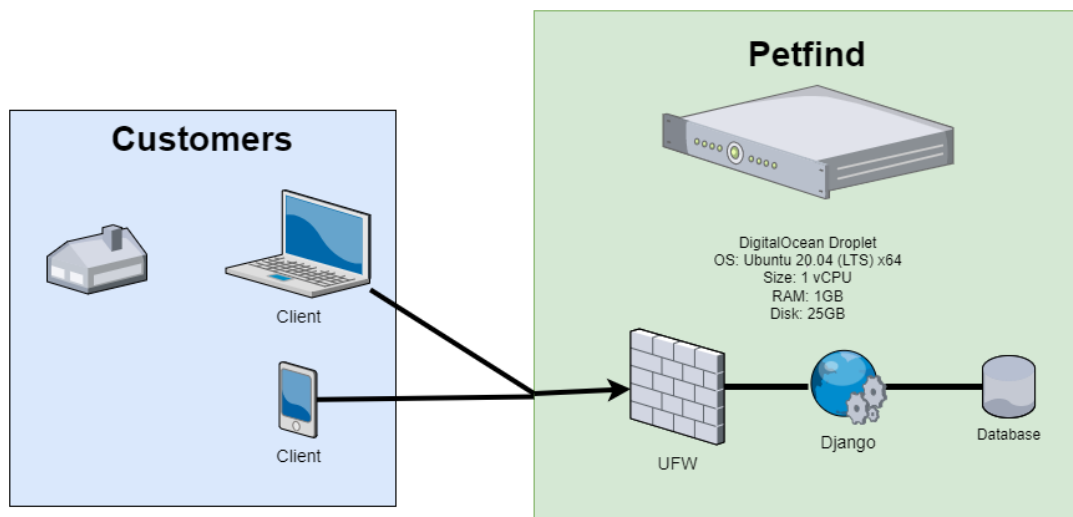 Petfind
Customers
DigitalOcean Droplet
OS: Ubuntu 20.04 (LTS) x64
Size: 1 vCPU
RAM: 1GB
Disk: 25GB
Client
Client
UFW
Django
Database